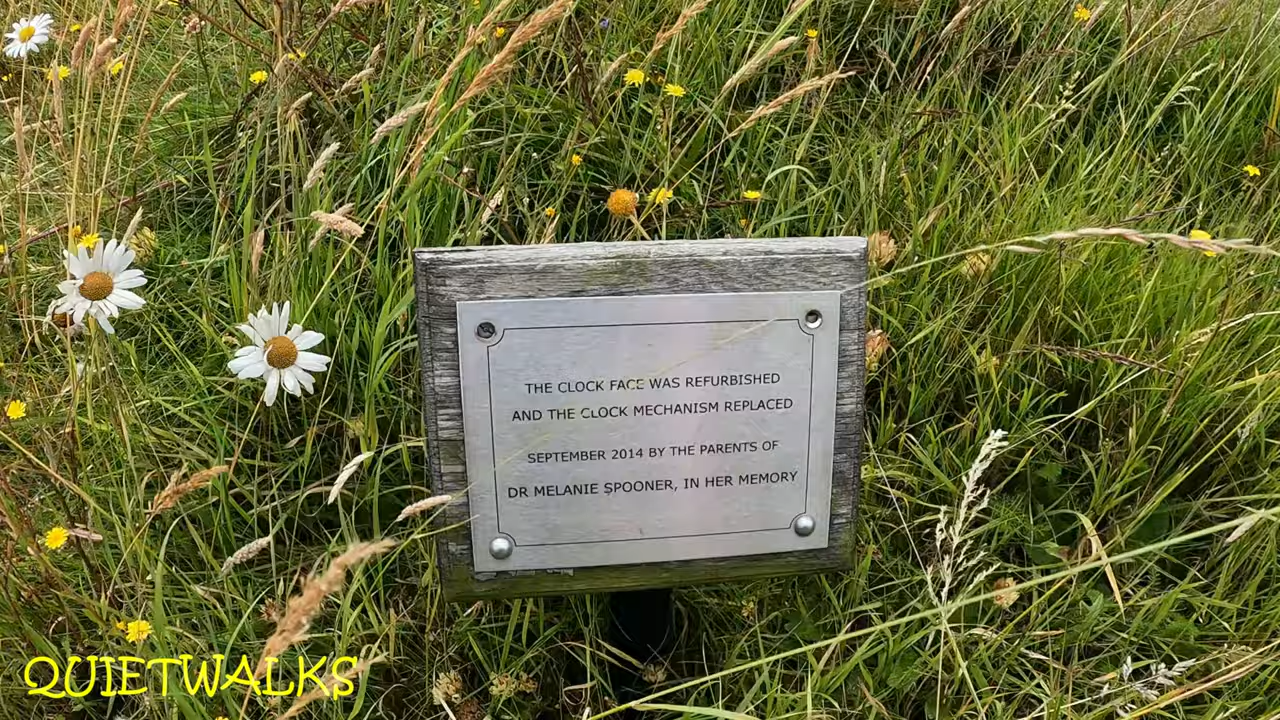 THE CLOCK FACE WAS REFURBISHED
AND THE CLOCK MECHANISM REPLACED
SEPTEMBER 2014 BY THE PARENTS OF
DR MELANIE SPOONER, IN HER MEMORY
QUIETWALKS